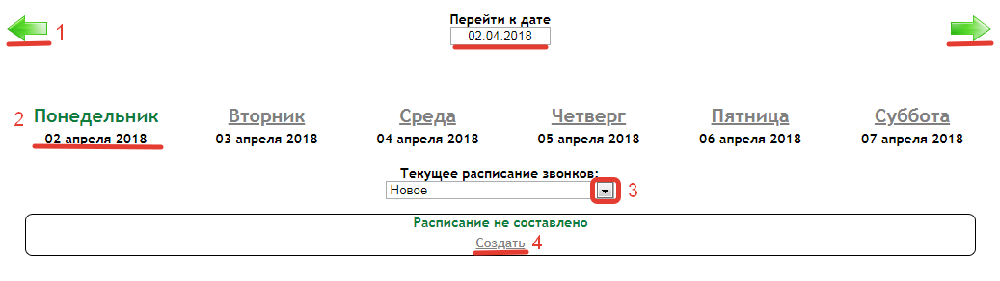 1
Перейти к дате
02.04.2018
2 Понедельник Вторник Среда Четверг Пятница Суббота
02 апреля 2018 03 апреля 2018 04 апреля 2018 05 апреля 2018 06 апреля 2018 07 апреля 2018
Текущее расписание звонков:
Новое 3
Расписание не составлено
Создать 4